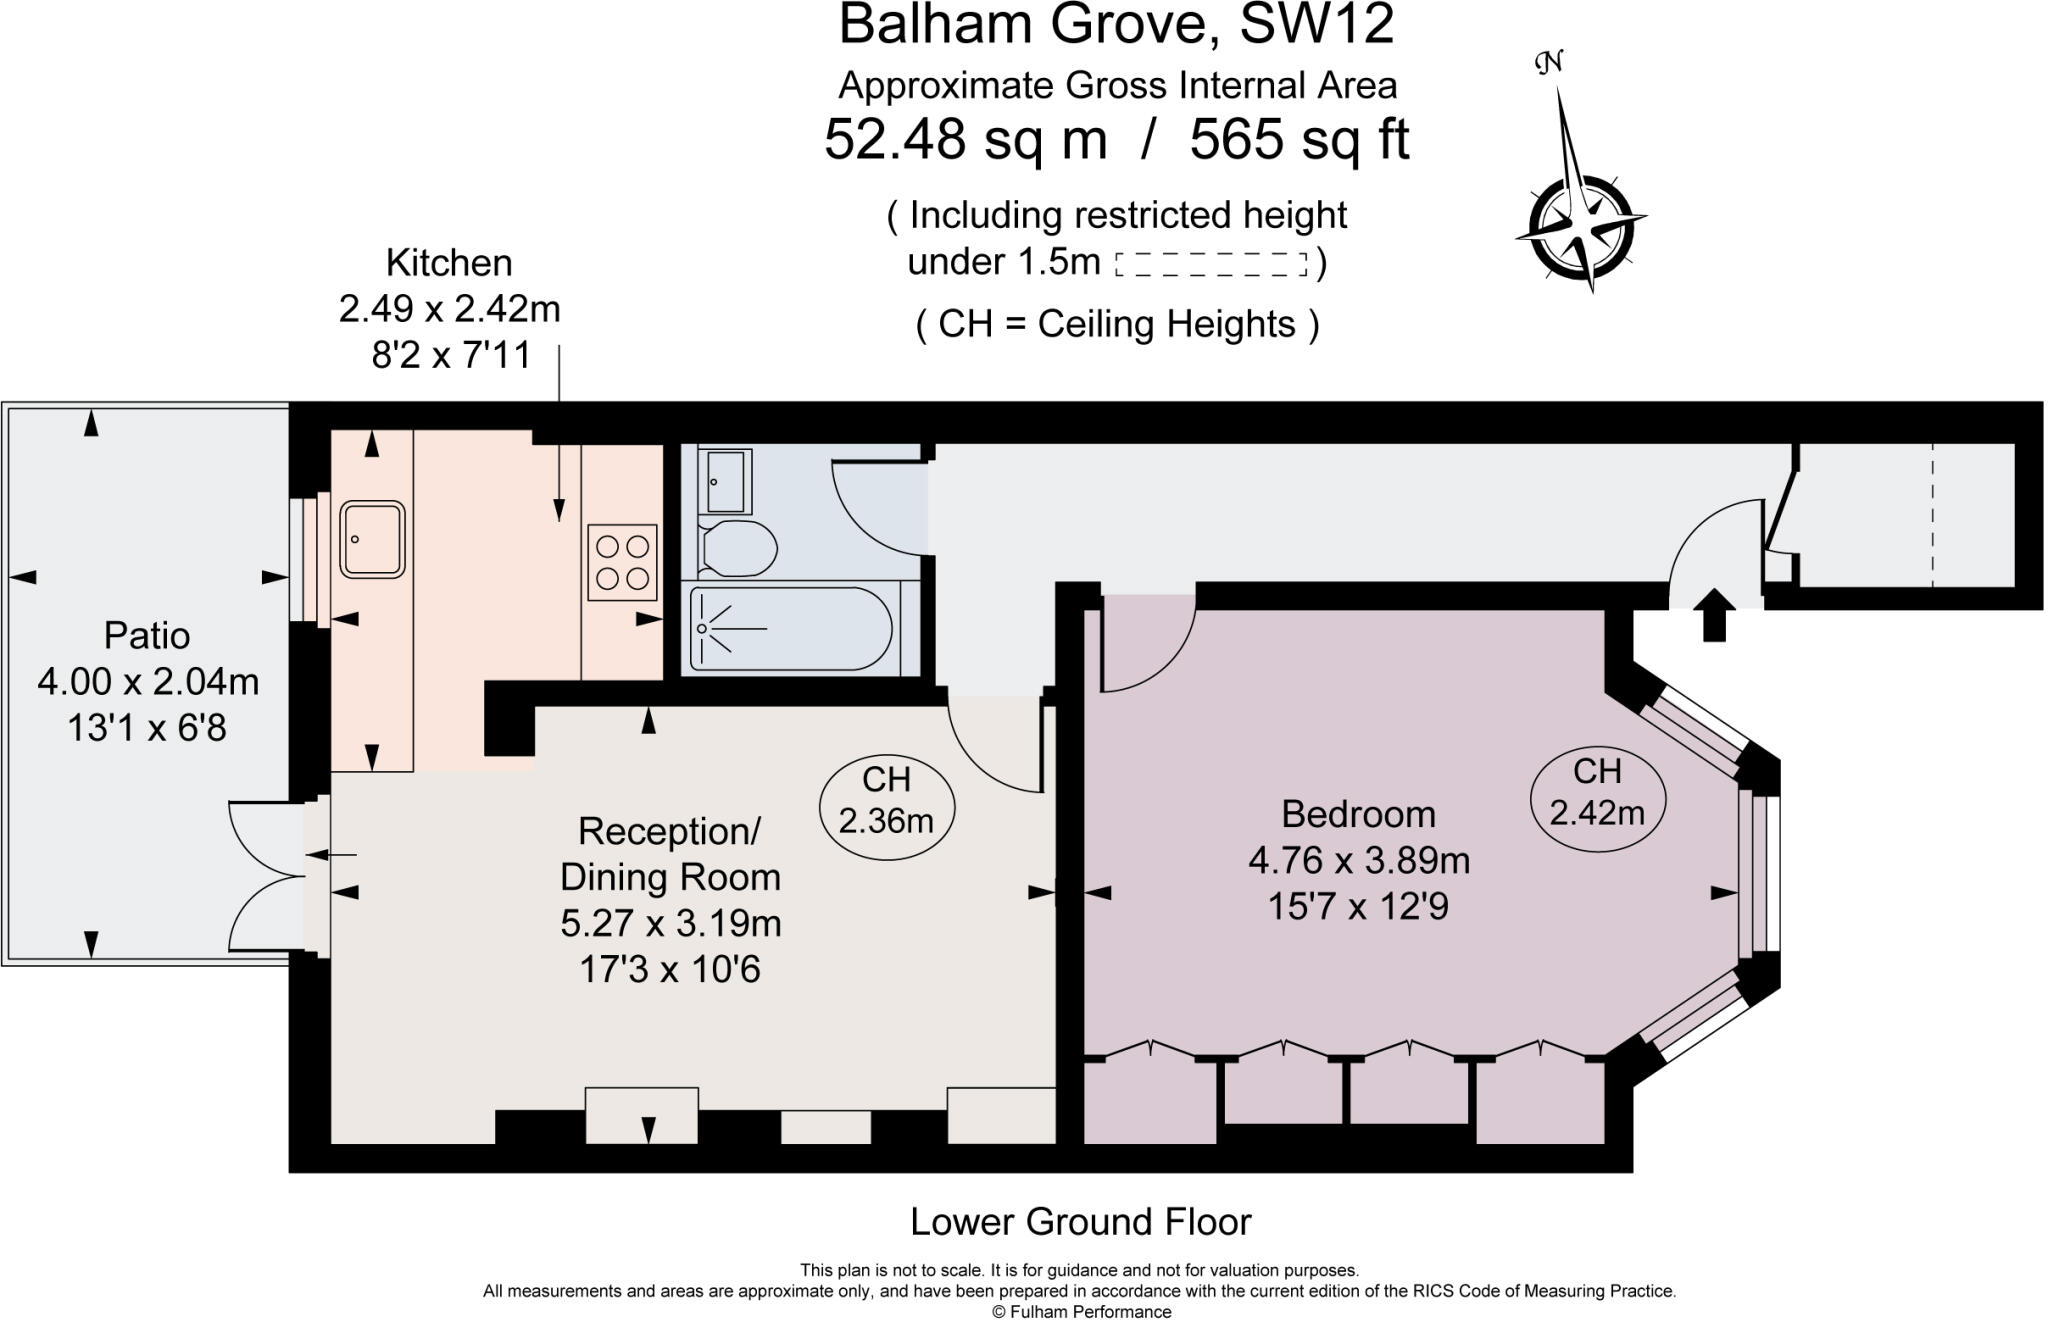 Balham Grove, SW12
Approximate Gross Internal Area
52.48 sq m / 565 sq ft
( Including restricted height
under 1.5m )
( CH = Ceiling Heights )
N
Kitchen
2.49 x 2.42m
8'2 x 7'11
Patio
4.00 x 2.04m
13'1 x 6'8
Reception/
Dining Room
5.27 x 3.19m
17'3 x 10'6
CH
2.36m
Bedroom
4.76 x 3.89m
15'7 x 12'9
CH
2.42m
Lower Ground Floor
This plan is not to scale. It is for guidance and not for valuation purposes.
All measurements and areas are approximate only, and have been prepared in accordance with the current edition of the RICS Code of Measuring Practice.
© Fulham Performance